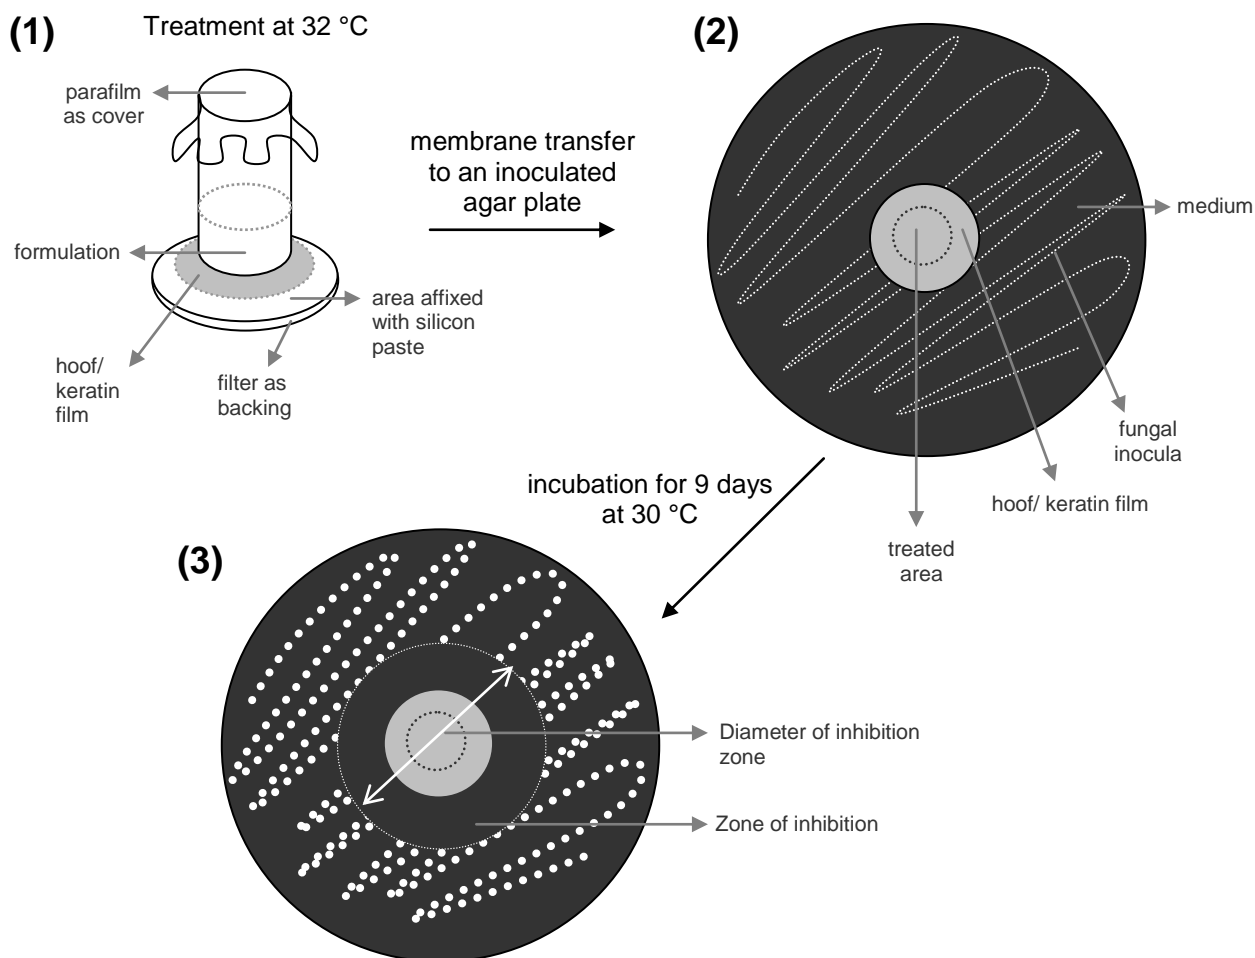 (1)
Treatment at 32 °C
parafilm
as cover
formulation
hoof/
keratin
film
filter as
backing
area affixed
with silicon
paste
membrane transfer
to an inoculated
agar plate
(2)
medium
fungal
inocula
hoof/ keratin film
treated
area
incubation for 9 days
at 30 °C
(3)
Diameter of inhibition
zone
Zone of inhibition